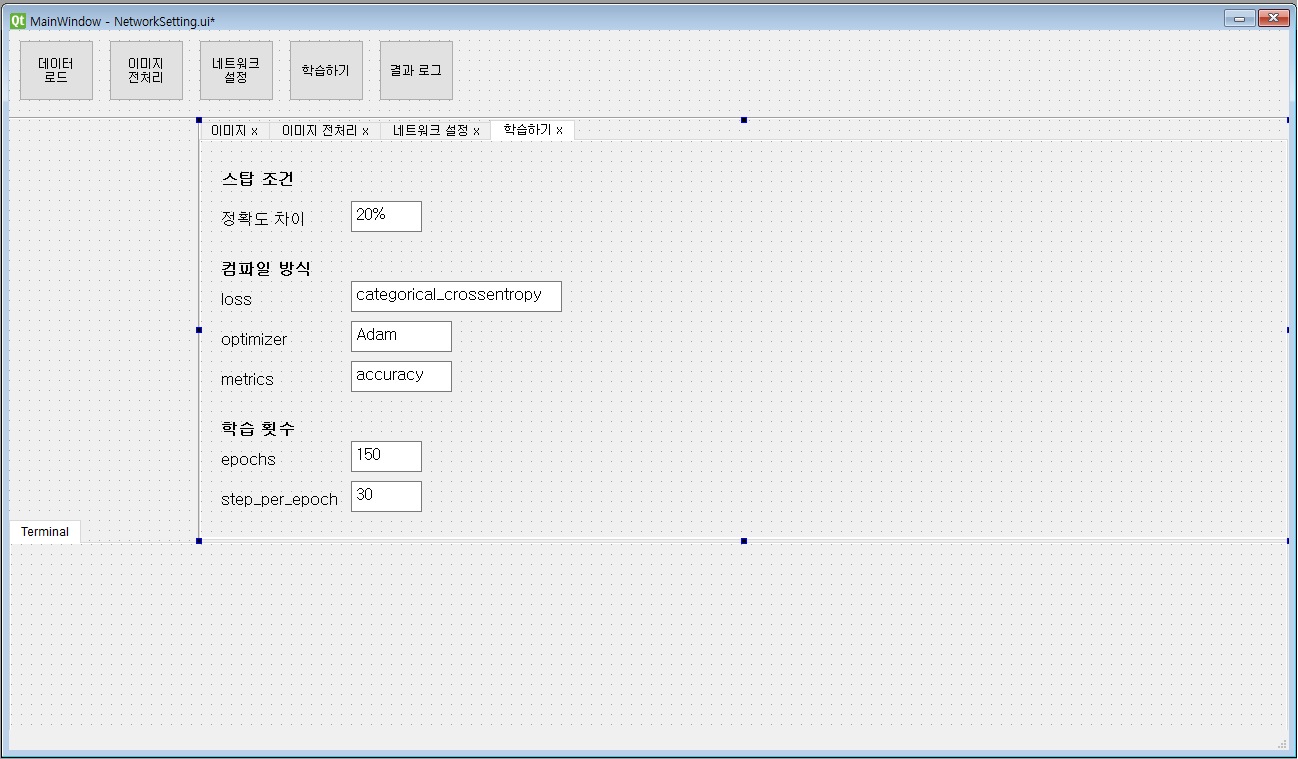 Qt MainWindow - NetworkSetting.ui*
데이터
로드
이미지
전처리
네트워크
설정
학습하기
결과 로그
이미지 x
이미지 전처리 x
네트워크 설정 x
학습하기 x
스탑 조건
정확도 차이 20%
컴파일 방식
loss categorical_crossentropy
optimizer Adam
metrics accuracy
학습 횟수
epochs 150
step_per_epoch 30
Terminal